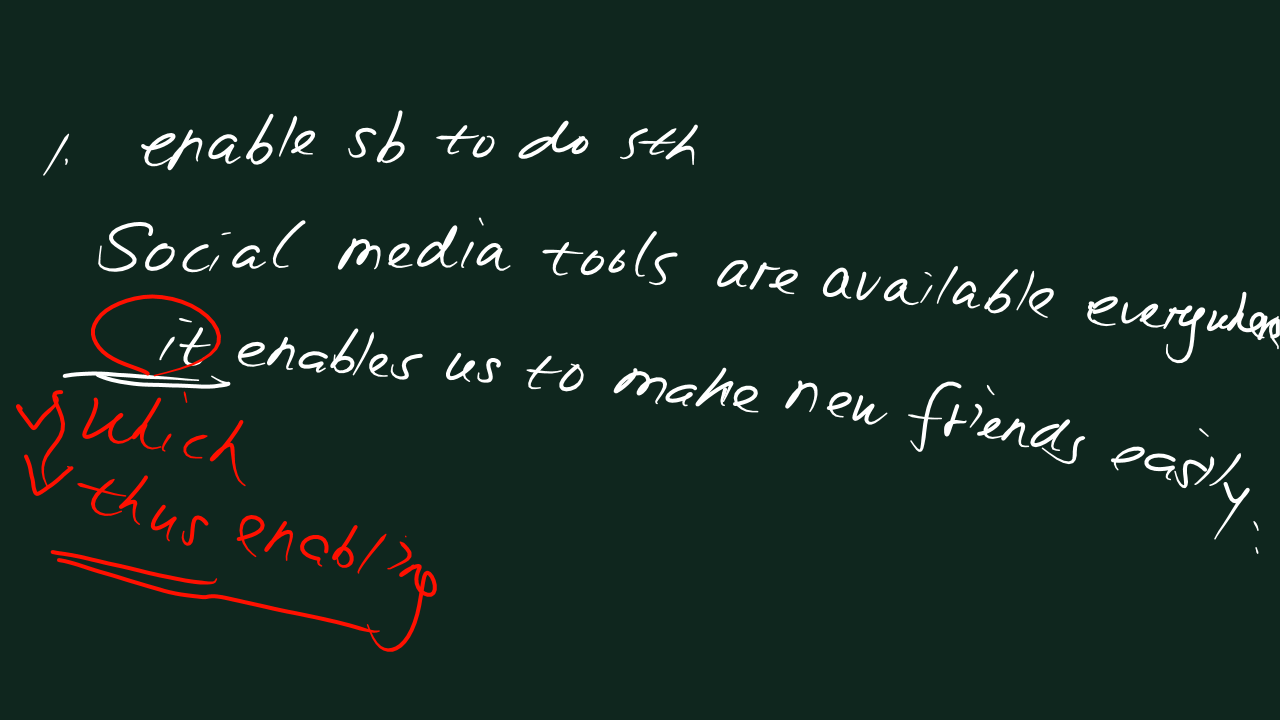 1. enable sb to do sth
Social media tools are available everywhere
it enables us to make new friends easily.
which
thus enabling